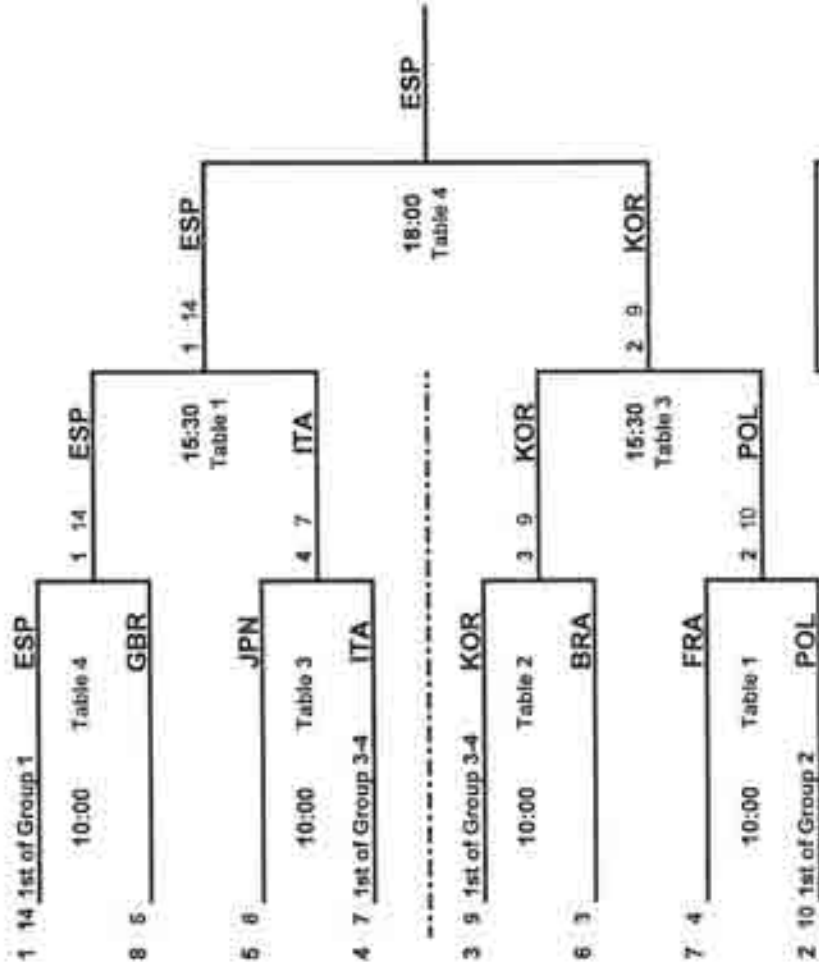 1 14 1st of Group 1 ESP
10:00 Table 4
1 14 ESP
8 5 GBR
15:30
Table 1
1 14 ESP
5 6 JPN
10:00 Table 3
4 7 ITA
4 7 1st of Group 3-4 ITA
18:00
Table 4
ESP
3 9 1st of Group 3-4 KOR
10:00 Table 2
3 9 KOR
6 3 BRA
15:30
Table 3
2 9 KOR
7 4 FRA
10:00 Table 1
2 10 POL
2 10 1st of Group 2 POL